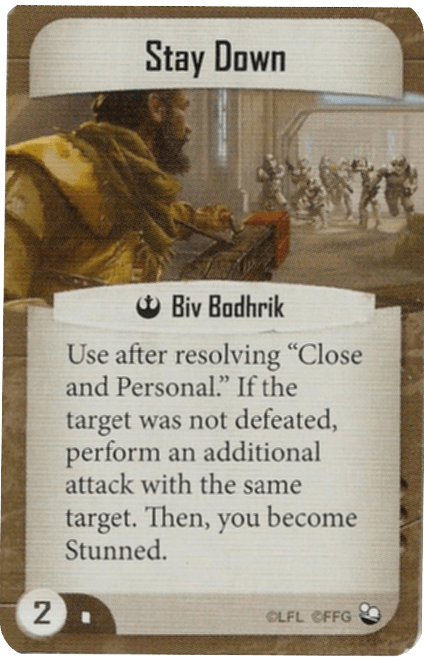 Stay Down
Biv Bodhrik
Use after resolving “Close
and Personal.” If the
target was not defeated,
perform an additional
attack with the same
target. Then, you become
Stunned.
2
©LFL ©FFG